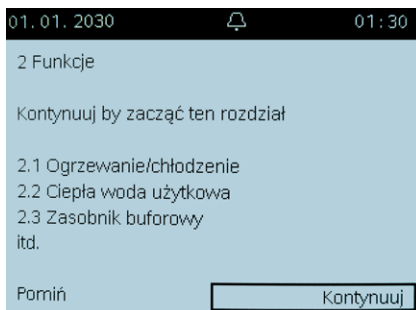 01.01.2030 01:30
2 Funkcje
Kontynuuj by zacząć ten rozdział
2.1 Ogrzewanie/chłodzenie
2.2 Ciepła woda użytkowa
2.3 Zasobnik buforowy
itd.
Pomiń Kontynuuj